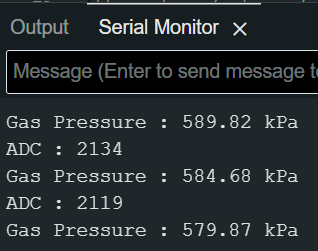 Output Serial Monitor ×
Message (Enter to send message t
Gas Pressure : 589.82 kPa
ADC : 2134
Gas Pressure : 584.68 kPa
ADC : 2119
Gas Pressure : 579.87 kPa